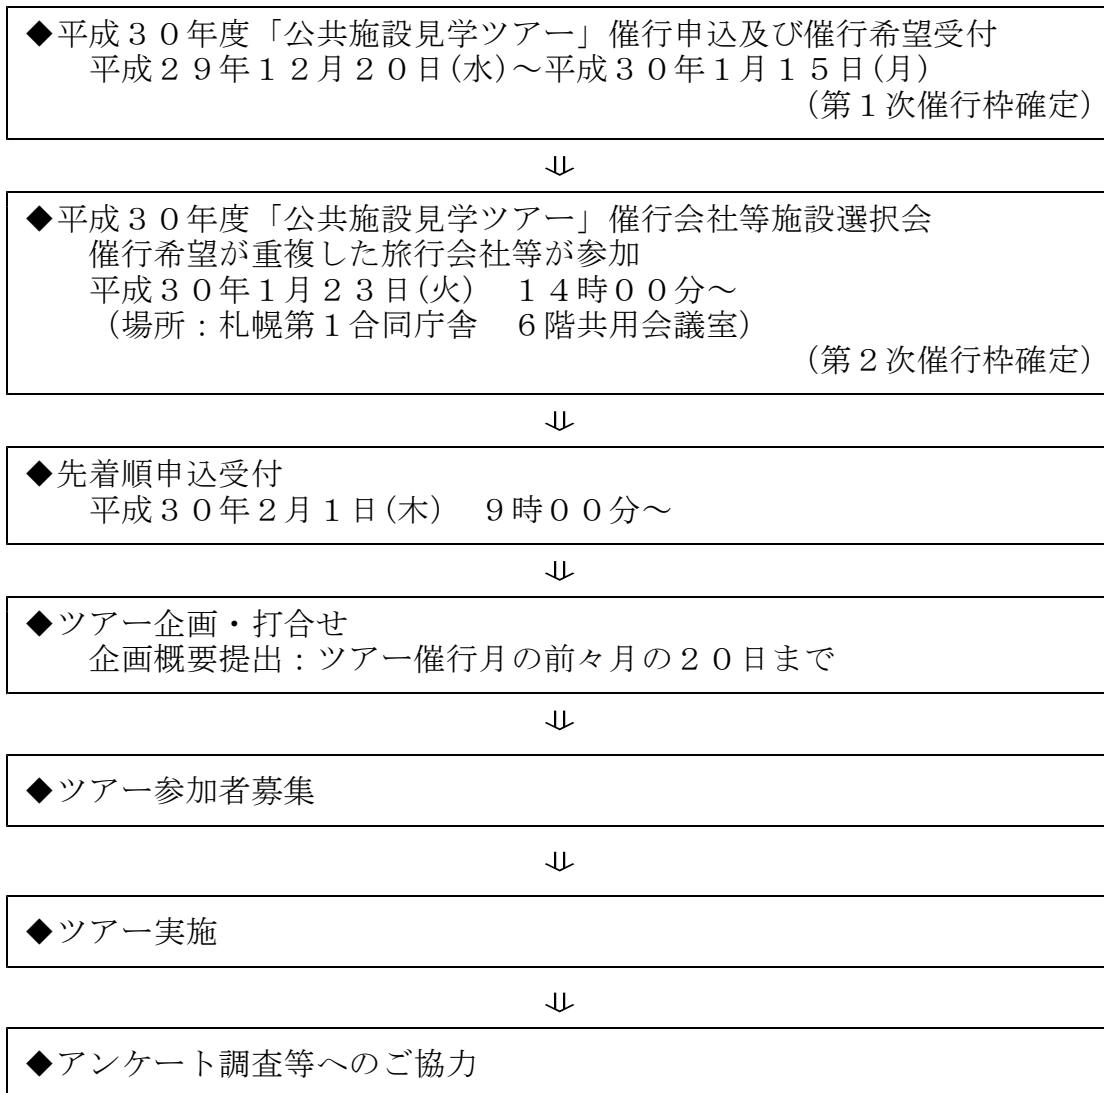 ◆平成３０年度「公共施設見学ツアー」催行申込及び催行希望受付
平成２９年１２月２０日(水)～平成３０年１月１５日(月)
（第１次催行枠確定）
⇓
◆平成３０年度「公共施設見学ツアー」催行会社等施設選択会
催行希望が重複した旅行会社等が参加
平成３０年１月２３日(火)　１４時００分～
（場所：札幌第１合同庁舎　６階共用会議室）
（第２次催行枠確定）
⇓
◆先着順申込受付
平成３０年２月１日(木)　９時００分～
⇓
◆ツアー企画・打合せ
企画概要提出：ツアー催行月の前々月の２０日まで
⇓
◆ツアー参加者募集
⇓
◆ツアー実施
⇓
◆アンケート調査等へのご協力